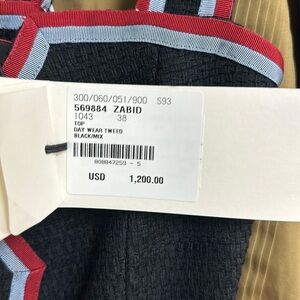 300/060/051/900 S93
569884 ZABID
1043 38
TOP
DAY WEAR TWEED
BLACK/MIX
808847259 - 5
USD 1,200.00